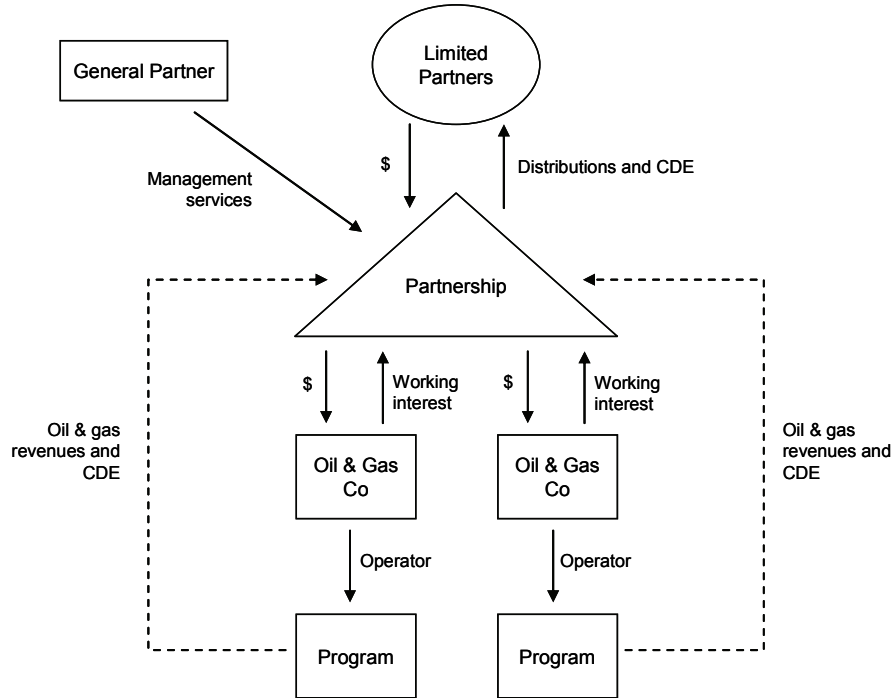 General Partner
Limited
Partners
$
Distributions and CDE
Management
services
Partnership
$
Working
interest
$
Working
interest
Oil & gas
revenues and
CDE
Oil & gas
revenues and
CDE
Oil & Gas
Co
Oil & Gas
Co
Operator
Operator
Program
Program